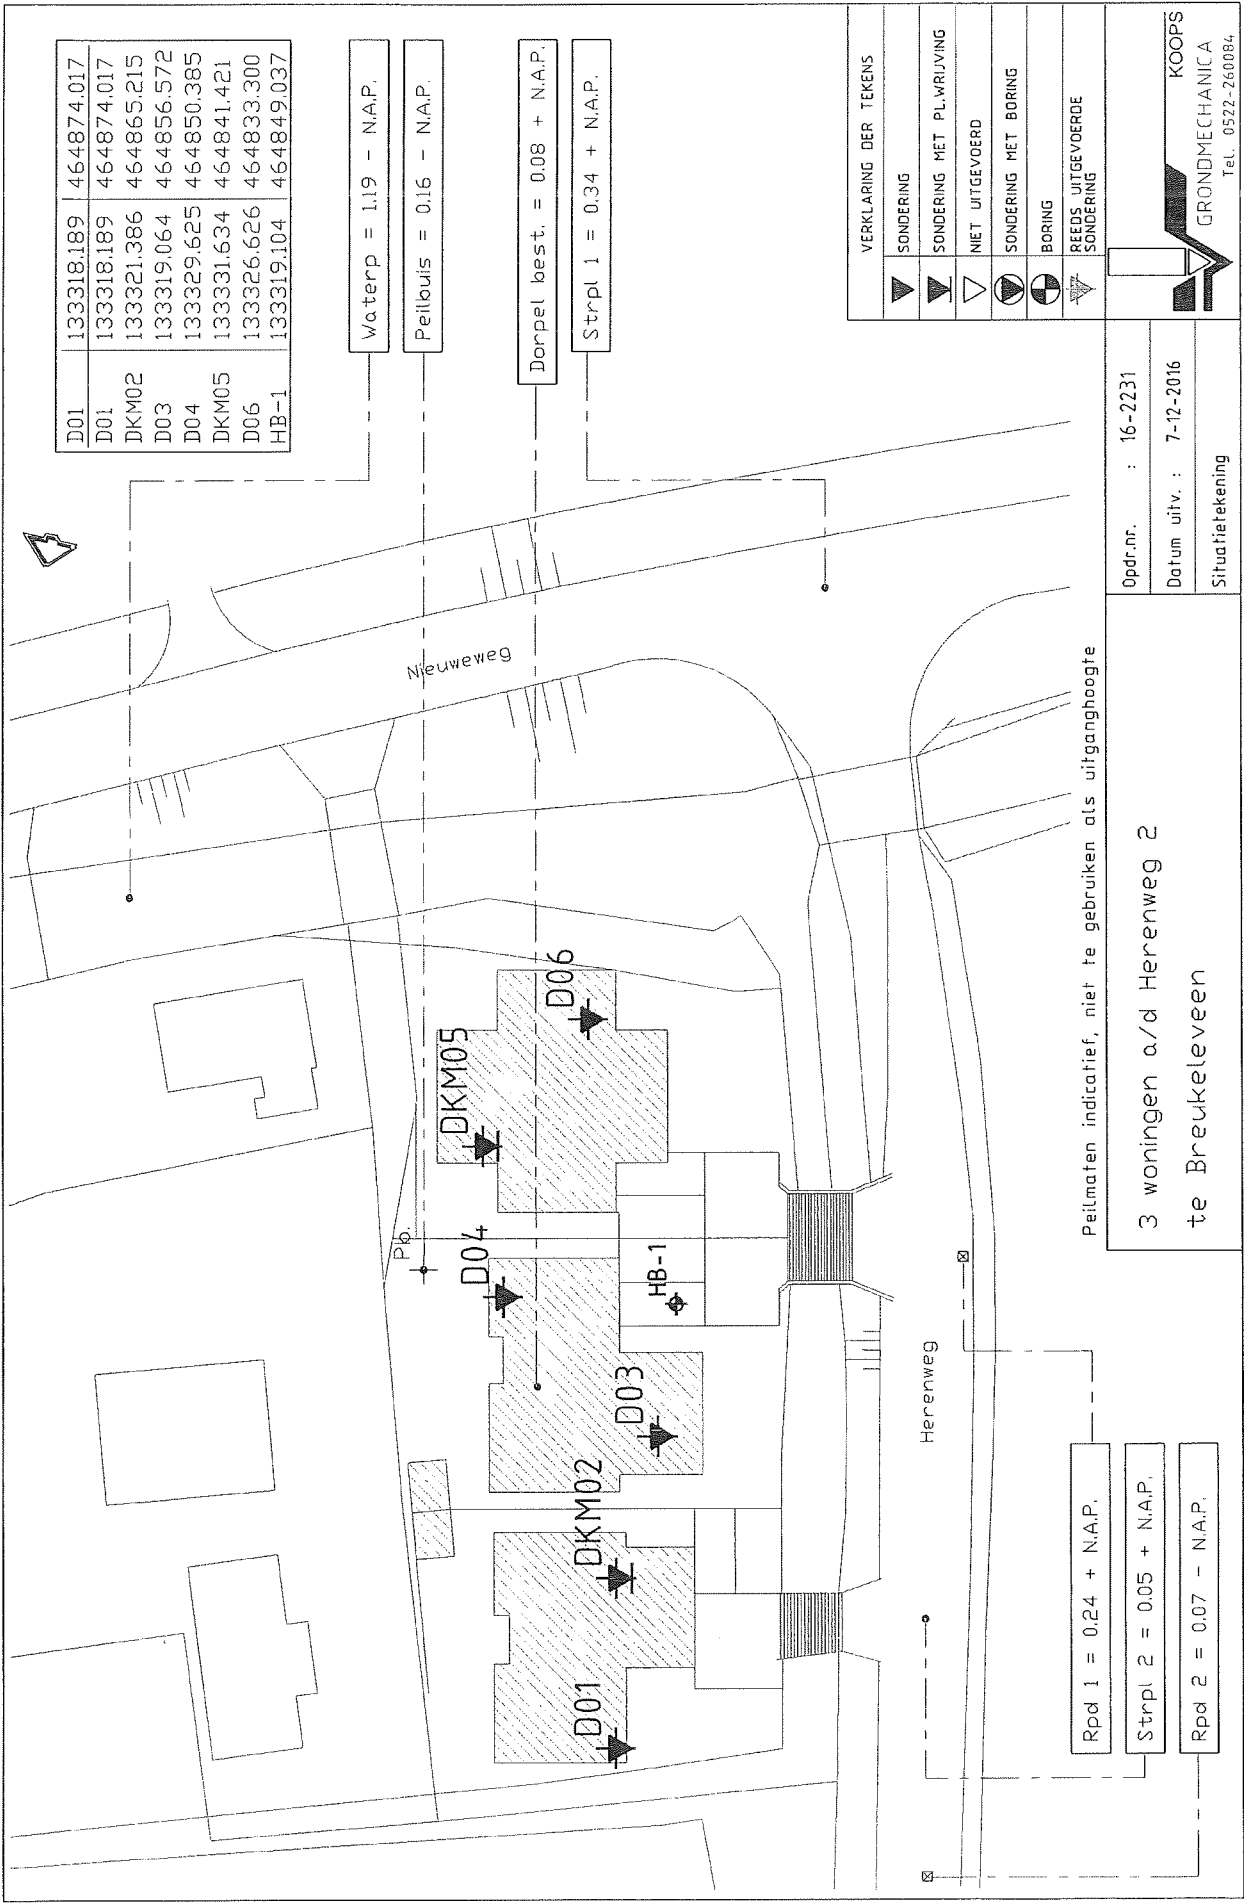 D01 133318.189 464874.017
D01 133318.189 464874.017
DKM02 133321.386 464865.215
D03 133319.064 464856.572
D04 133329.625 464850.385
DKM05 133331.634 464841.421
D06 133326.626 464833.300
HB-1 133319.104 464849.037
Waterp = 1.19 - N.A.P.
Peilbuis = 0.16 - N.A.P.
Dorpel best. = 0.08 + N.A.P.
Strpl 1 = 0.34 + N.A.P.
Nieuweweg
Pb.
D06
DKM05
D04
HB-1
D03
DKM02
D01
Herenweg
Rpd 1 = 0.24 + N.A.P.
Strpl 2 = 0.05 + N.A.P.
Rpd 2 = 0.07 - N.A.P.
Peilmaten indicatief, niet te gebruiken als uitganghoogte
VERKLARING DER TEKENS
SONDERING
SONDERING MET PL.WRIJVING
NIET UITGEVOERD
SONDERING MET BORING
BORING
REEDS UITGEVOERDE
SONDERING
3 woningen a/d Herenweg 2
te Breukeleveen
Opdr.nr. : 16-2231
Datum uitv. : 7-12-2016
Situatietekening
KOOPS
GRONDMECHANICA
Tel. 0522-260084